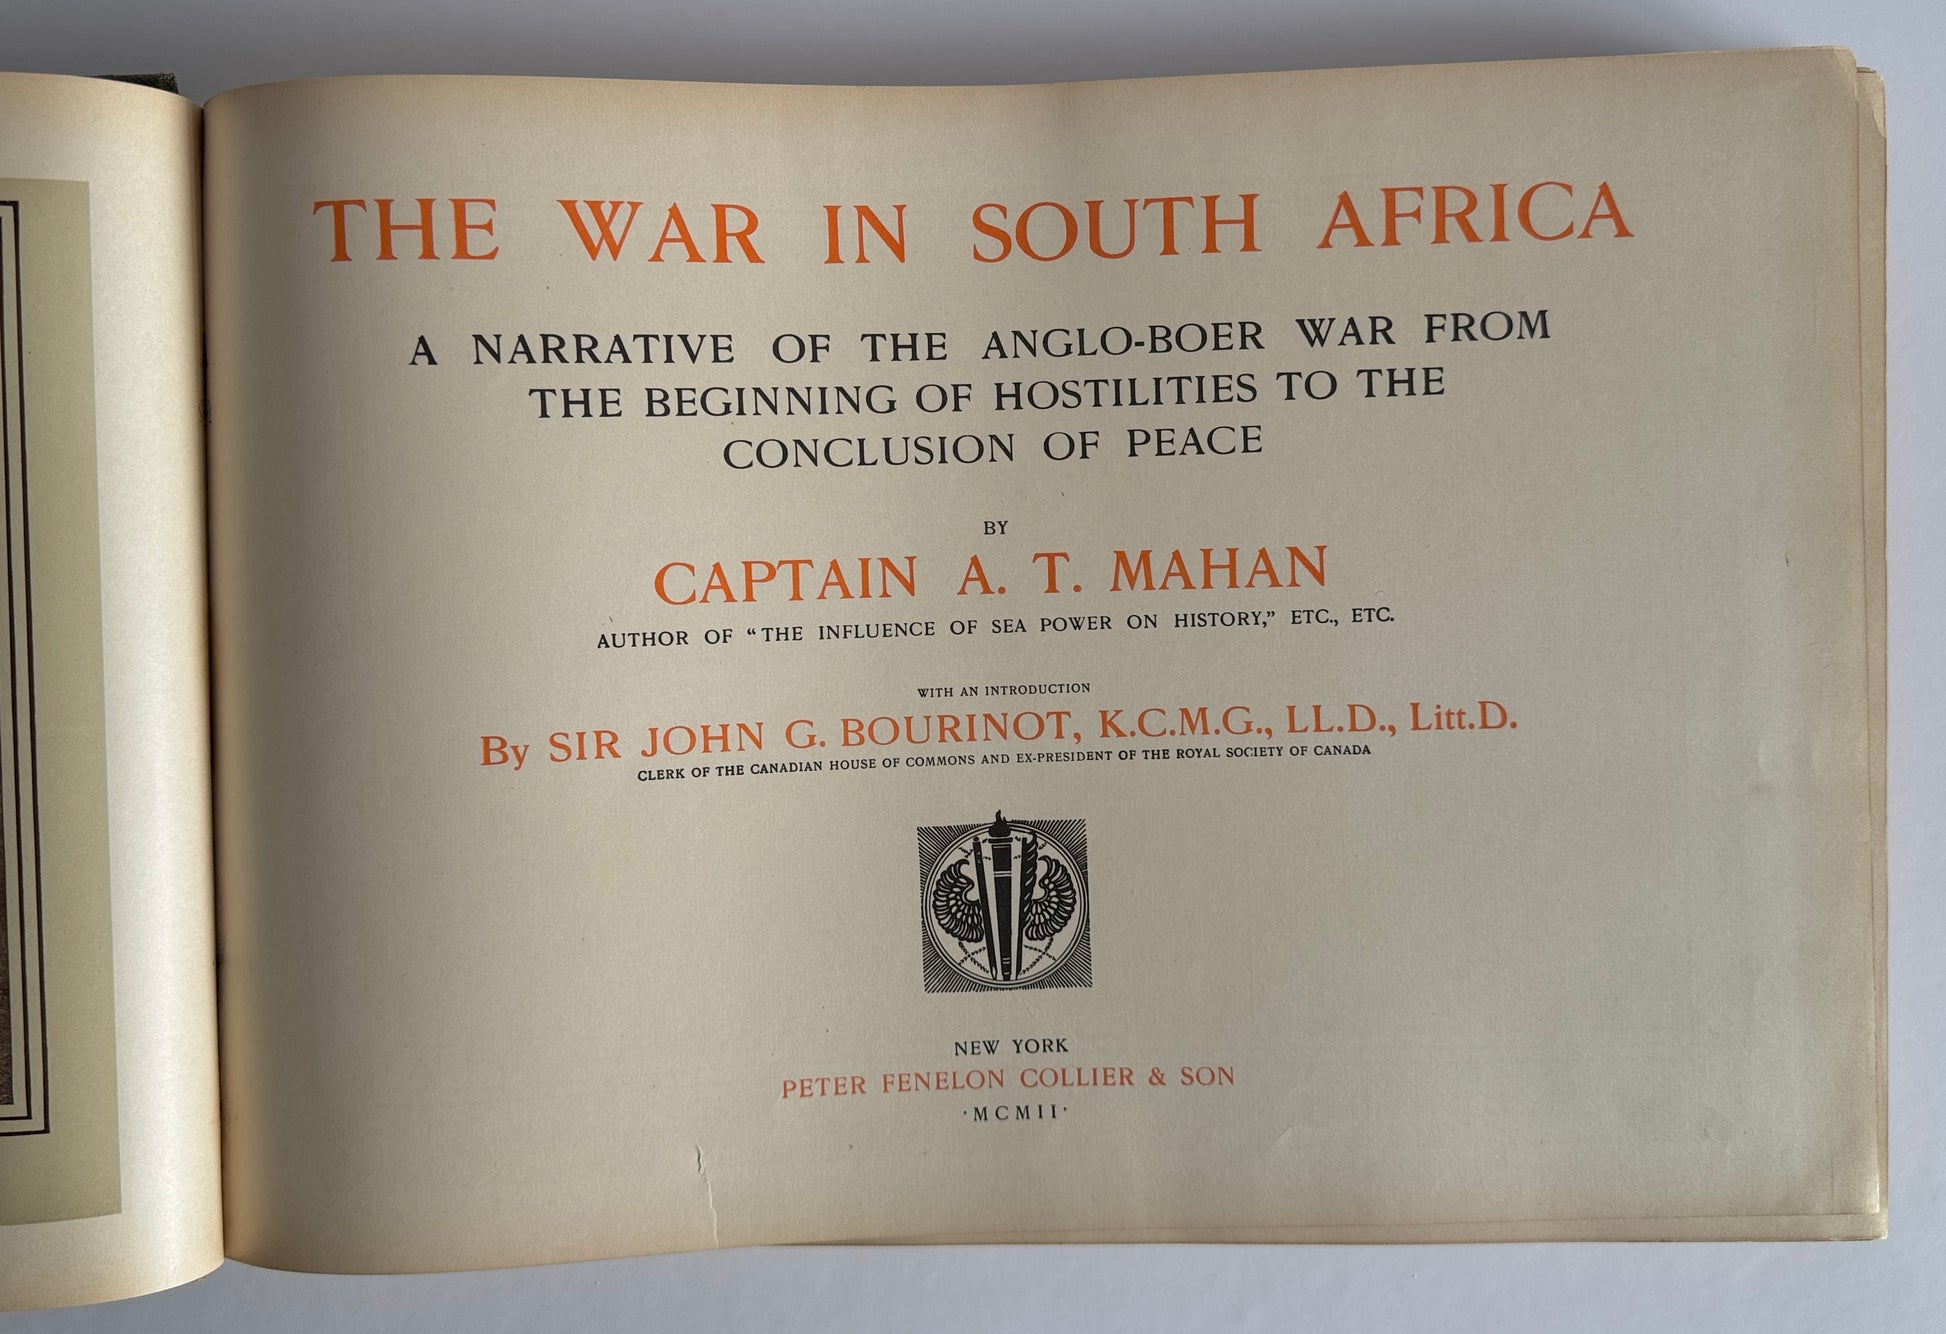 THE WAR IN SOUTH AFRICA
A NARRATIVE OF THE ANGLO-BOER WAR FROM
THE BEGINNING OF HOSTILITIES TO THE
CONCLUSION OF PEACE
BY
CAPTAIN A. T. MAHAN
AUTHOR OF "THE INFLUENCE OF SEA POWER ON HISTORY," ETC., ETC.
WITH AN INTRODUCTION
By SIR JOHN G. BOURINOT, K.C.M.G., LL.D., Litt.D.
CLERK OF THE CANADIAN HOUSE OF COMMONS AND EX-PRESIDENT OF THE ROYAL SOCIETY OF CANADA
NEW YORK
PETER FENELON COLLIER & SON
·MCMII·